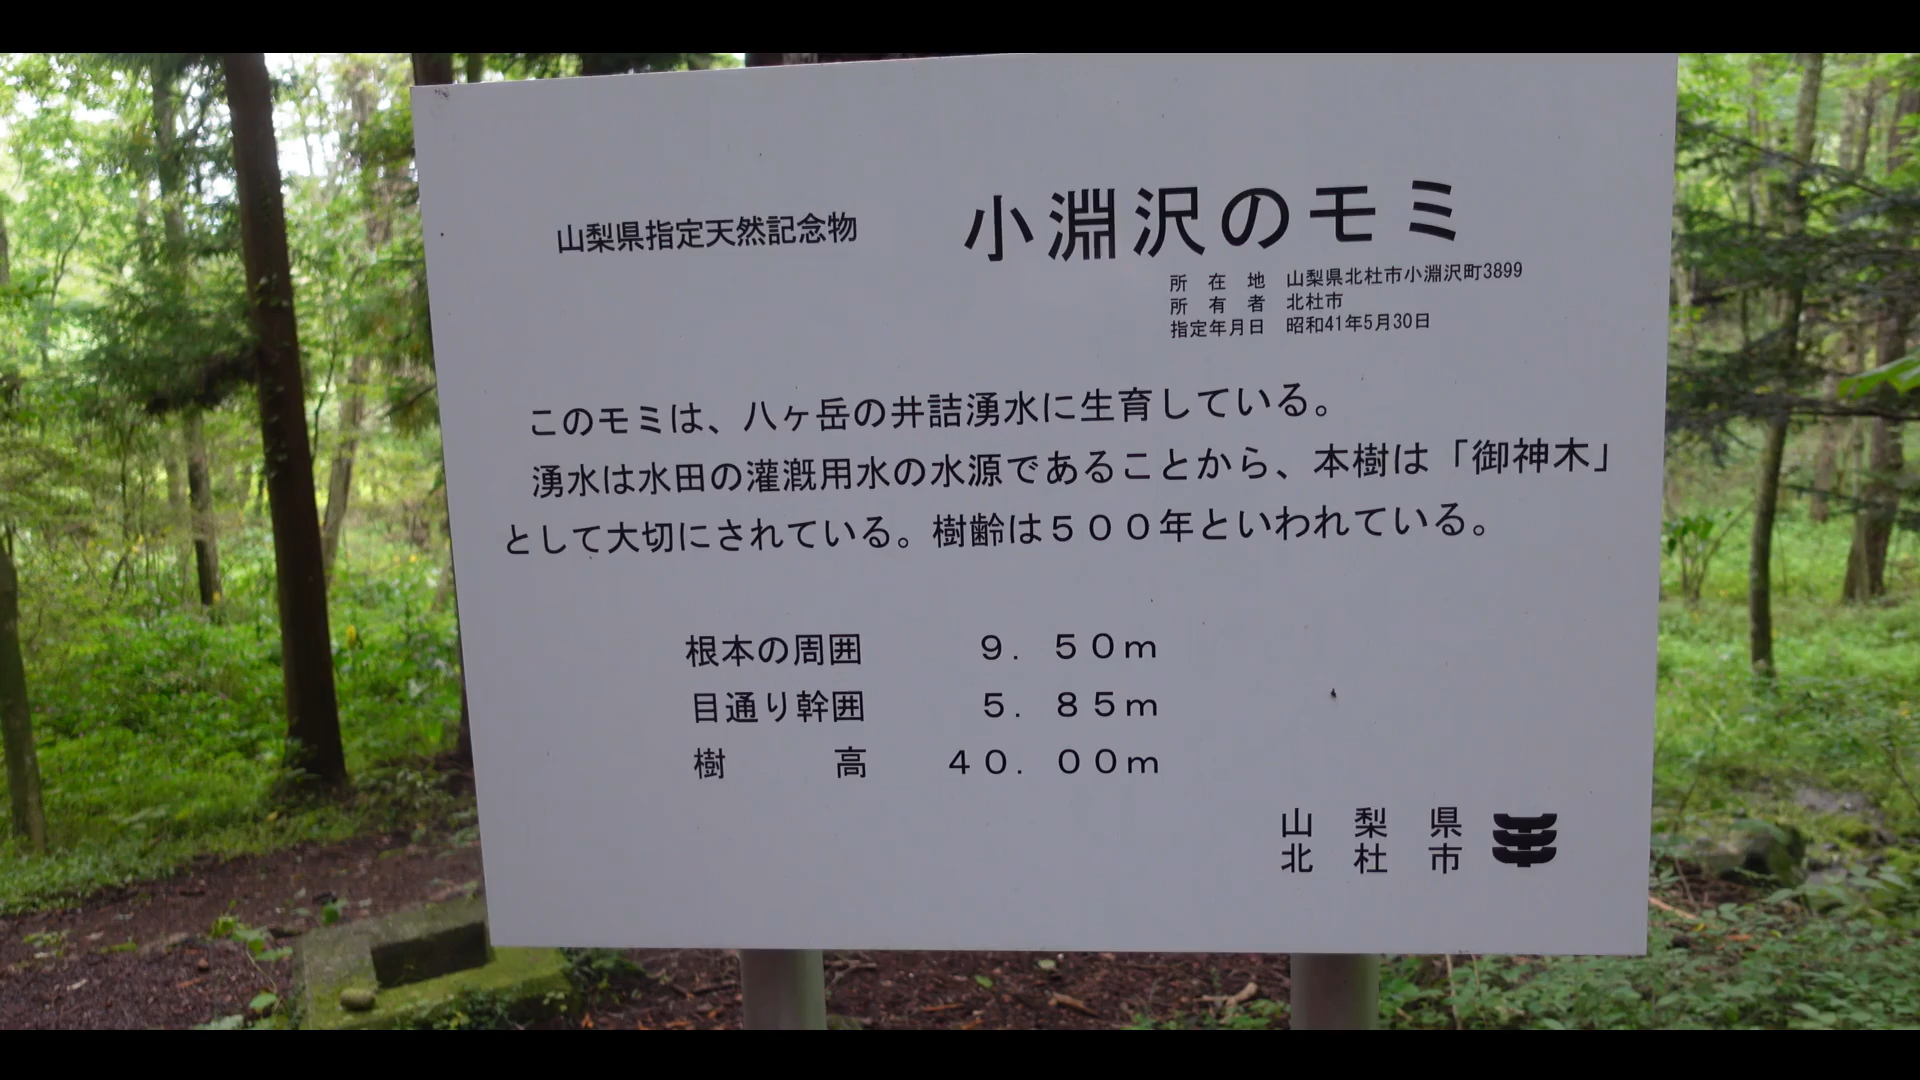 山梨県指定天然記念物 小淵沢のモミ
所在地 山梨県北杜市小淵沢町3899
所有者 北杜市
指定年月日 昭和41年5月30日
このモミは、八ヶ岳の井詰湧水に生育している。
湧水は水田の灌漑用水の水源であることから、本樹は「御神木」
として大切にされている。樹齢は500年といわれている。
根本の周囲 9.50m
目通り幹囲 5.85m
樹高 40.00m
山梨県
北杜市